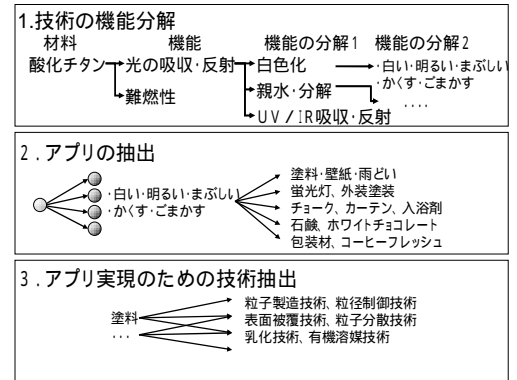 1.技術の機能分解
材料 機能 機能の分解1 機能の分解2
酸化チタン 光の吸収・反射 白色化 ・白い・明るい・まぶしい
・かくす・ごまかす
難燃性 親水・分解 ・・・・
UV/IR吸収・反射
2.アプリの抽出
・白い・明るい・まぶしい
・かくす・ごまかす
塗料・壁紙・雨どい
蛍光灯、外装塗装
チョーク、カーテン、入浴剤
石鹸、ホワイトチョコレート
包装材、コーヒーフレッシュ
3.アプリ実現のための技術抽出
塗料
・・・
粒子製造技術、粒径制御技術
表面被覆技術、粒子分散技術
乳化技術、有機溶媒技術